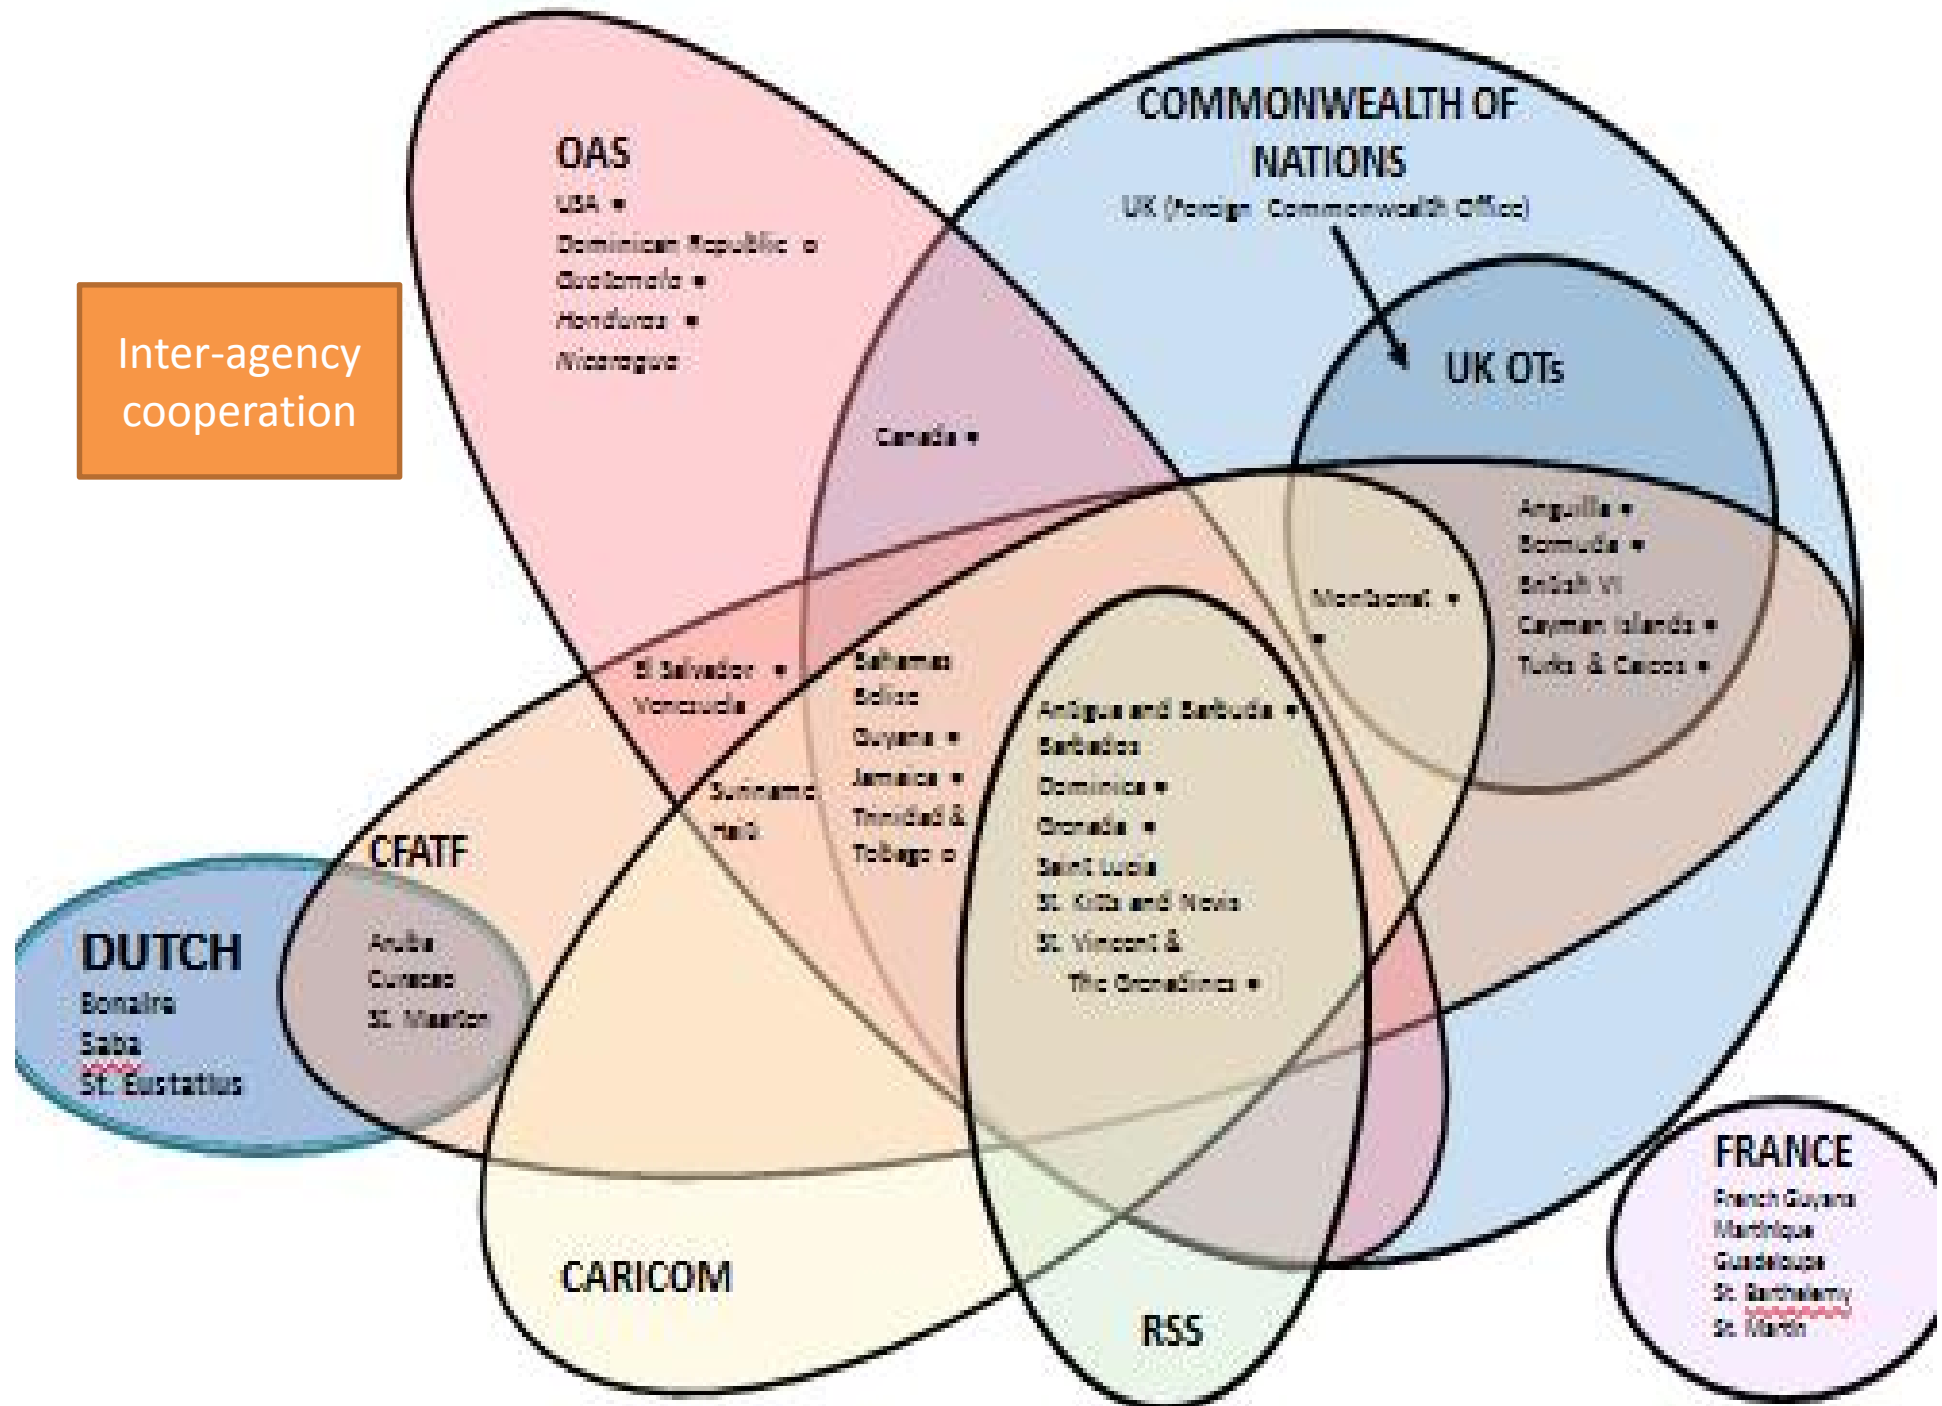 Inter-agency
cooperation
OAS
USA •
Dominican Republic o
Guatemala •
Honduras •
Nicaragua
COMMONWEALTH OF
NATIONS
UK (Foreign Commonwealth Office)
UK OTs
Canada •
Anguilla •
Bermuda •
British VI
Cayman Islands •
Turks & Caicos •
Montserrat •
•
El Salvador •
Venezuela
Suriname
Haiti
Bahamas
Belize
Guyana •
Jamaica •
Trinidad &
Tobago o
Antigua and Barbuda •
Barbados
Dominica •
Grenada •
Saint Lucia
St. Kitts and Nevis
St. Vincent &
The Grenadines •
CFATF
DUTCH
Bonaire
Saba
St. Eustatius
Aruba
Curacao
St. Maarten
CARICOM
RSS
FRANCE
French Guyana
Martinique
Guadeloupe
St. Barthelemy
St. Martin